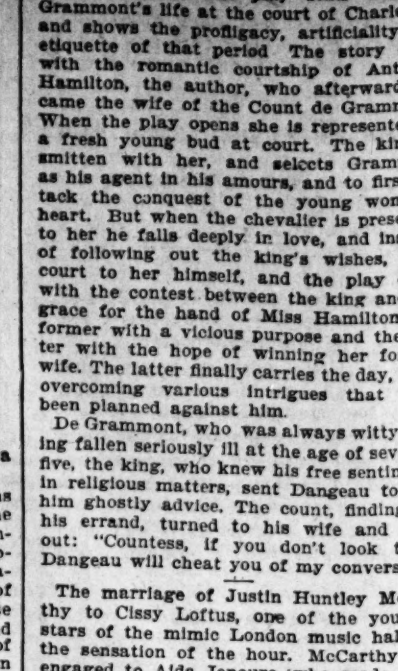 Grammont's life at the court of Charl
and shows the profligacy, artificiality
etiquette of that period The story
with the romantic courtship of Ant
Hamilton, the author, who afterward
came the wife of the Count de Gramm
When the play opens she is represente
a fresh young bud at court. The kin
smitten with her, and selects Gram
as his agent in his amours, and to firs
tack the conquest of the young wom
heart. But when the chevalier is prese
to her he falls deeply in love, and ins
of following out the king's wishes,
court to her himself, and the play
with the contest between the king an
grace for the hand of Miss Hamilton
former with a vicious purpose and the
ter with the hope of winning her fo
wife. The latter finally carries the day,
overcoming various intrigues that
been planned against him.
De Grammont, who was always witty
ing fallen seriously ill at the age of sev
five, the king, who knew his free sentim
in religious matters, sent Dangeau to
him ghostly advice. The count, finding
his errand, turned to his wife and
out: "Countess, if you don't look
Dangeau will cheat you of my convers
The marriage of Justin Huntley M
thy to Cissy Loftus, one of the you
stars of the mimic London music hal
the sensation of the hour. McCarthy
engaged to